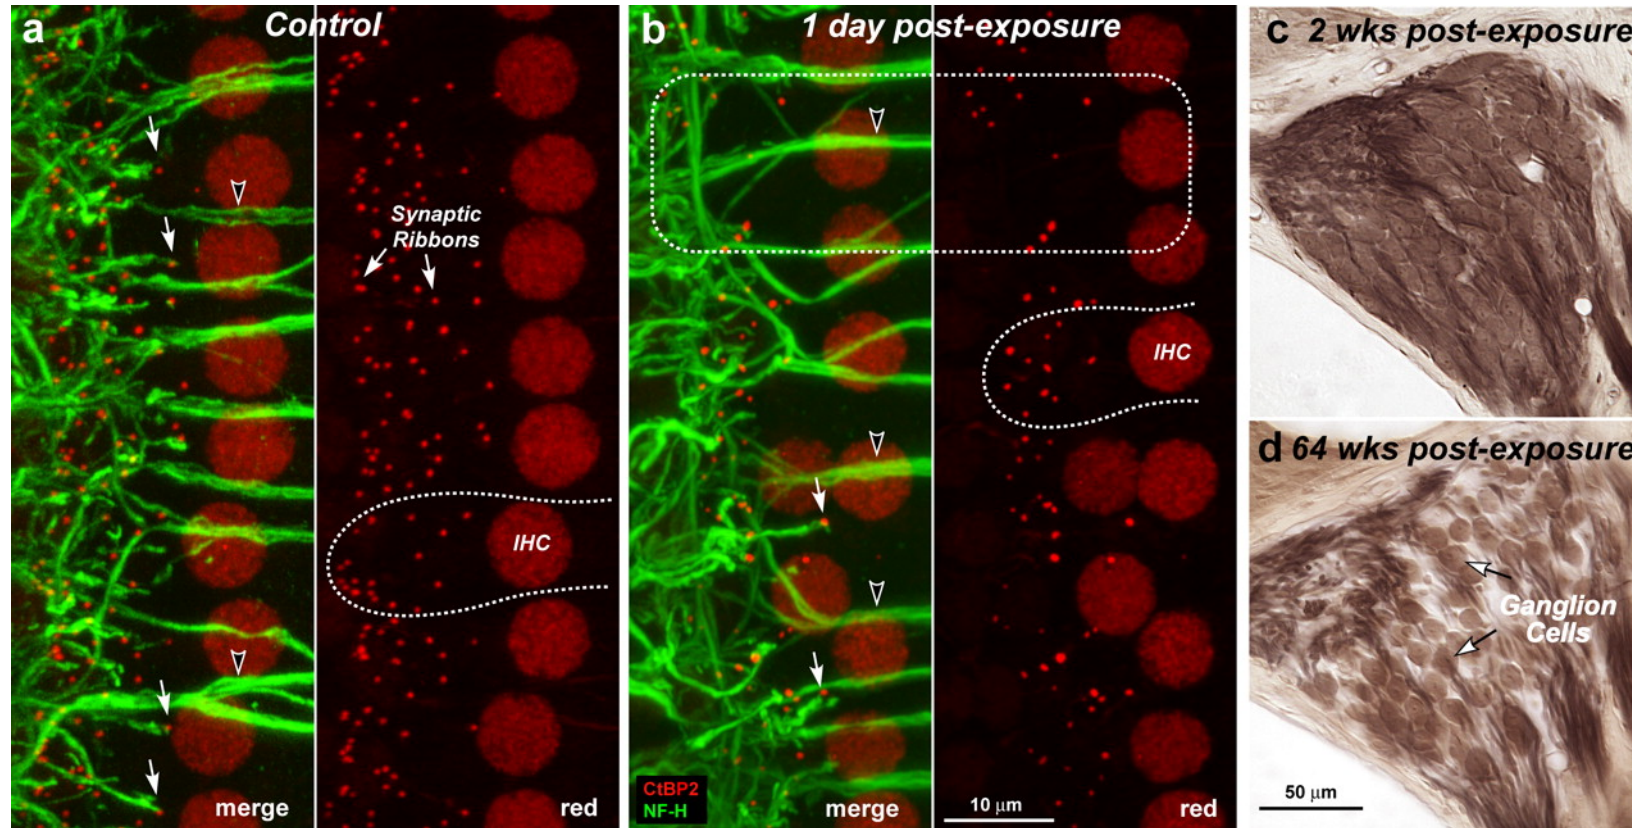 a Control
Synaptic
Ribbons
IHC
merge
red
b 1 day post-exposure
IHC
CtBP2
NF-H
merge
10 μm
red
c 2 wks post-exposure
d 64 wks post-exposure
Ganglion
Cells
50 μm